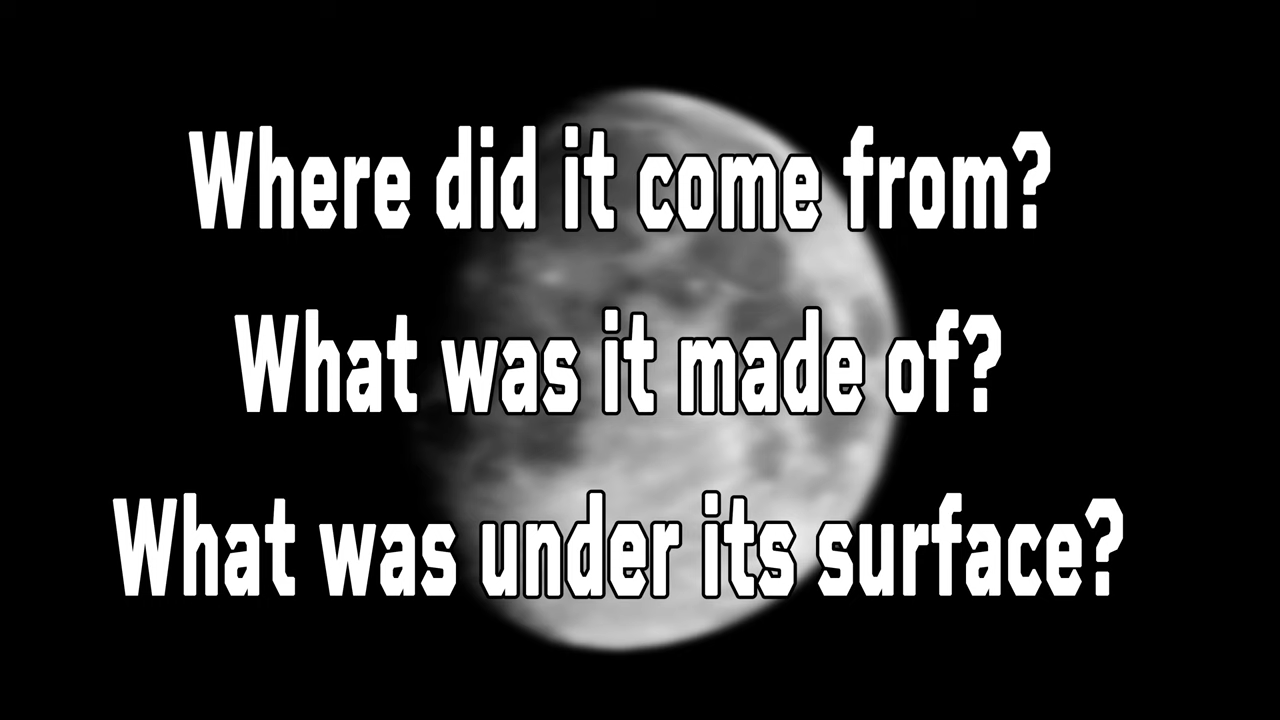 Where did it come from?
What was it made of?
What was under its surface?